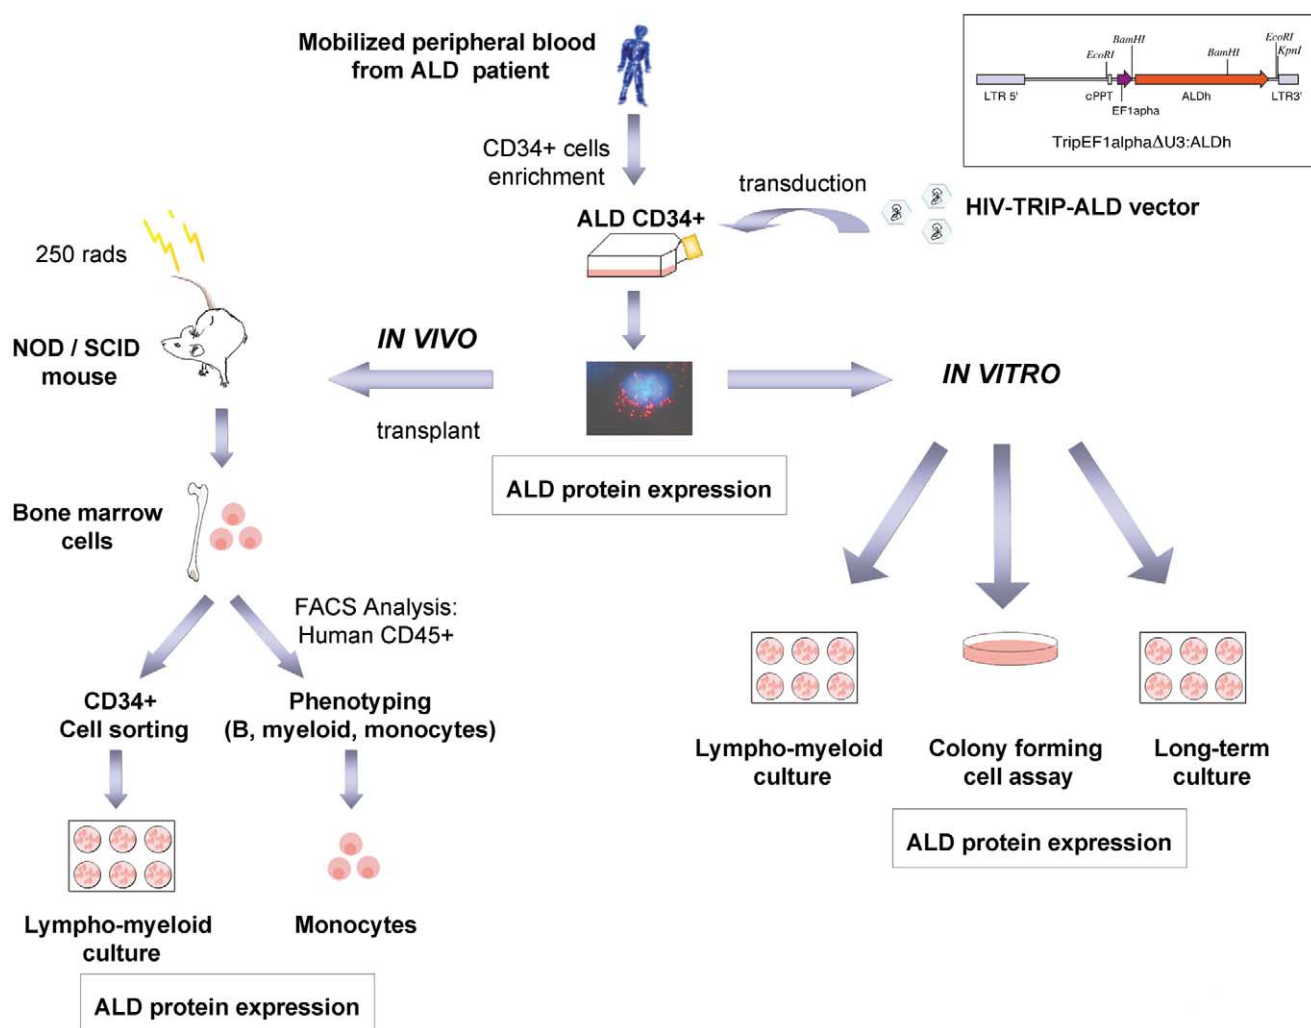 Mobilized peripheral blood
from ALD patient
CD34+ cells
enrichment
ALD CD34+
transduction
HIV-TRIP-ALD vector
EcoRI
BamHI
BamHI
EcoRI
KpnI
LTR 5'
cPPT
EF1apha
ALDh
LTR3'
TripEF1alphaΔU3:ALDh
250 rads
NOD / SCID
mouse
IN VIVO
transplant
IN VITRO
ALD protein expression
Bone marrow
cells
FACS Analysis:
Human CD45+
CD34+
Cell sorting
Phenotyping
(B, myeloid, monocytes)
Lympho-myeloid
culture
Monocytes
ALD protein expression
Lympho-myeloid
culture
Colony forming
cell assay
Long-term
culture
ALD protein expression